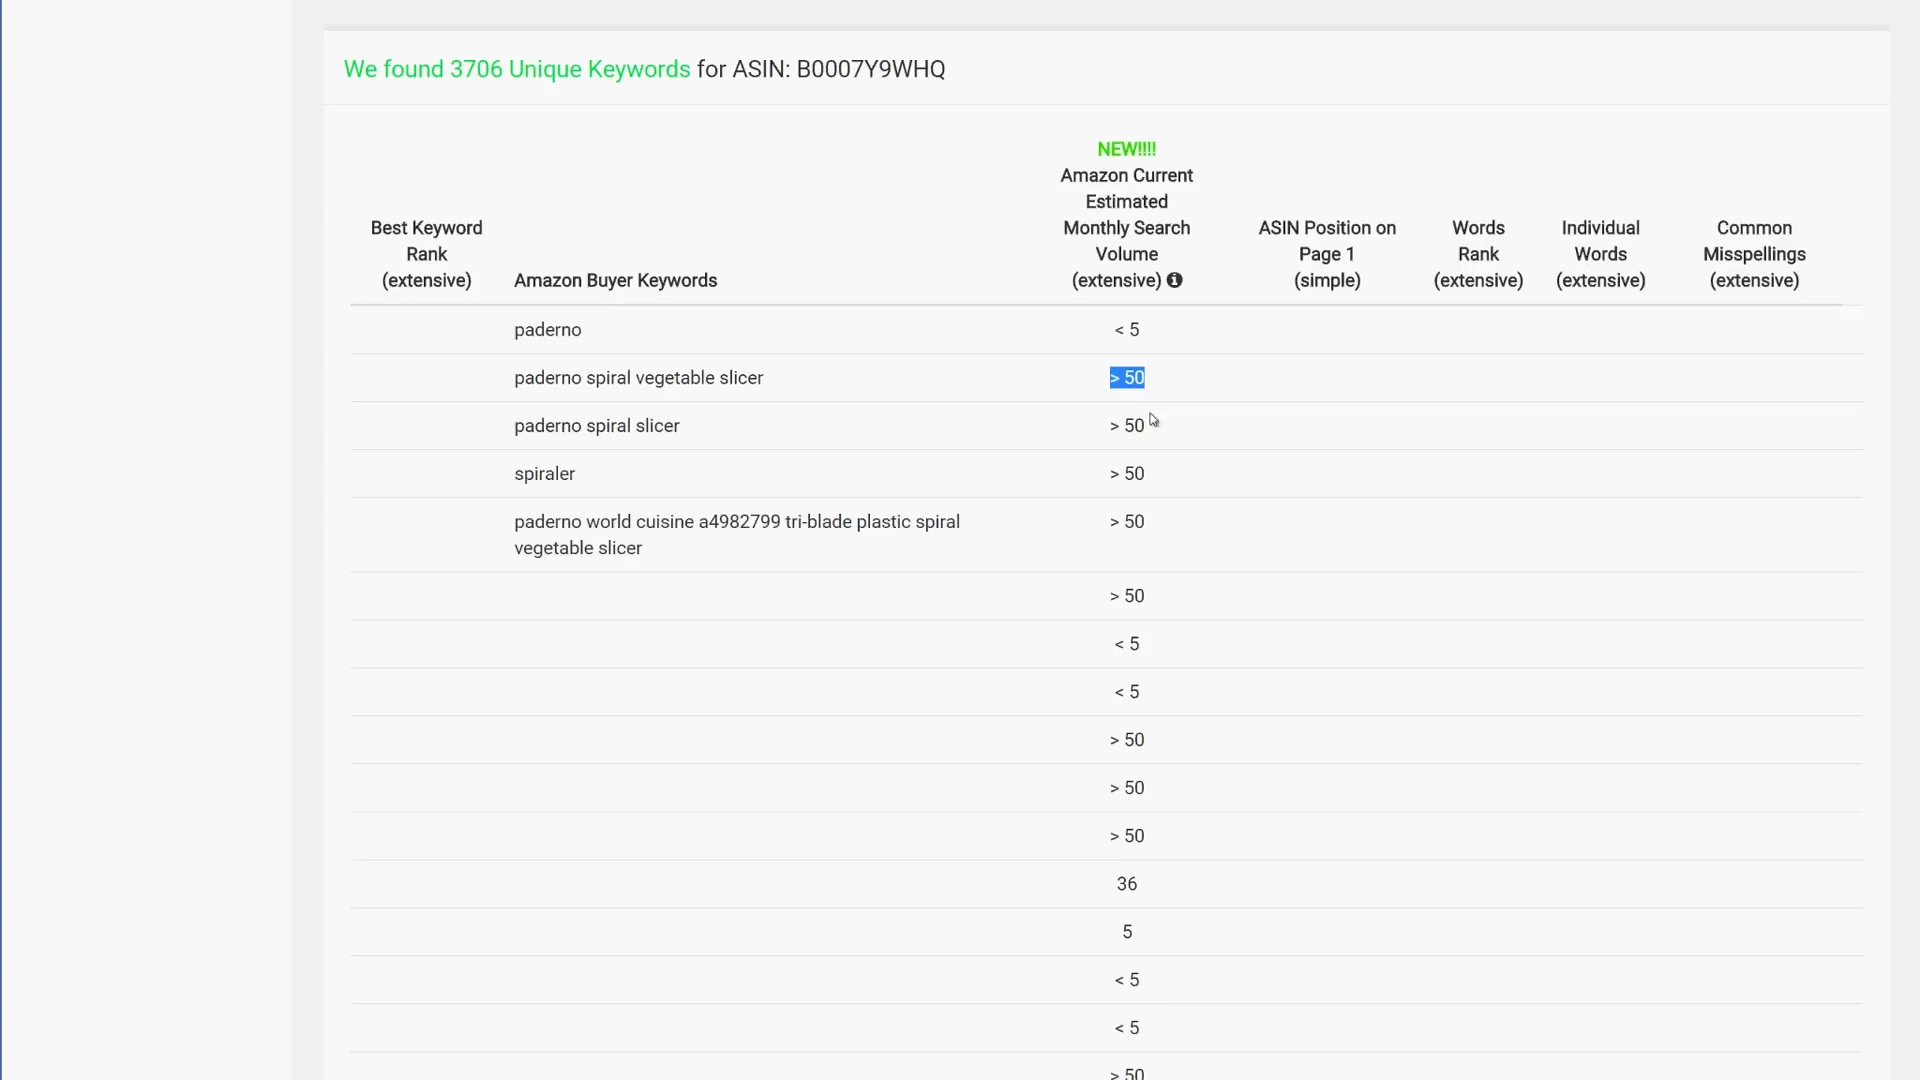 We found 3706 Unique Keywords for ASIN: B0007Y9WHQ
Best Keyword
Rank
(extensive)
Amazon Buyer Keywords
NEW!!!!
Amazon Current
Estimated
Monthly Search
Volume
(extensive)
ASIN Position on
Page 1
(simple)
Words
Rank
(extensive)
Individual
Words
(extensive)
Common
Misspellings
(extensive)
paderno < 5
paderno spiral vegetable slicer > 50
paderno spiral slicer > 50
spiraler > 50
paderno world cuisine a4982799 tri-blade plastic spiral > 50
vegetable slicer
> 50
< 5
< 5
> 50
> 50
> 50
36
5
< 5
< 5
> 50